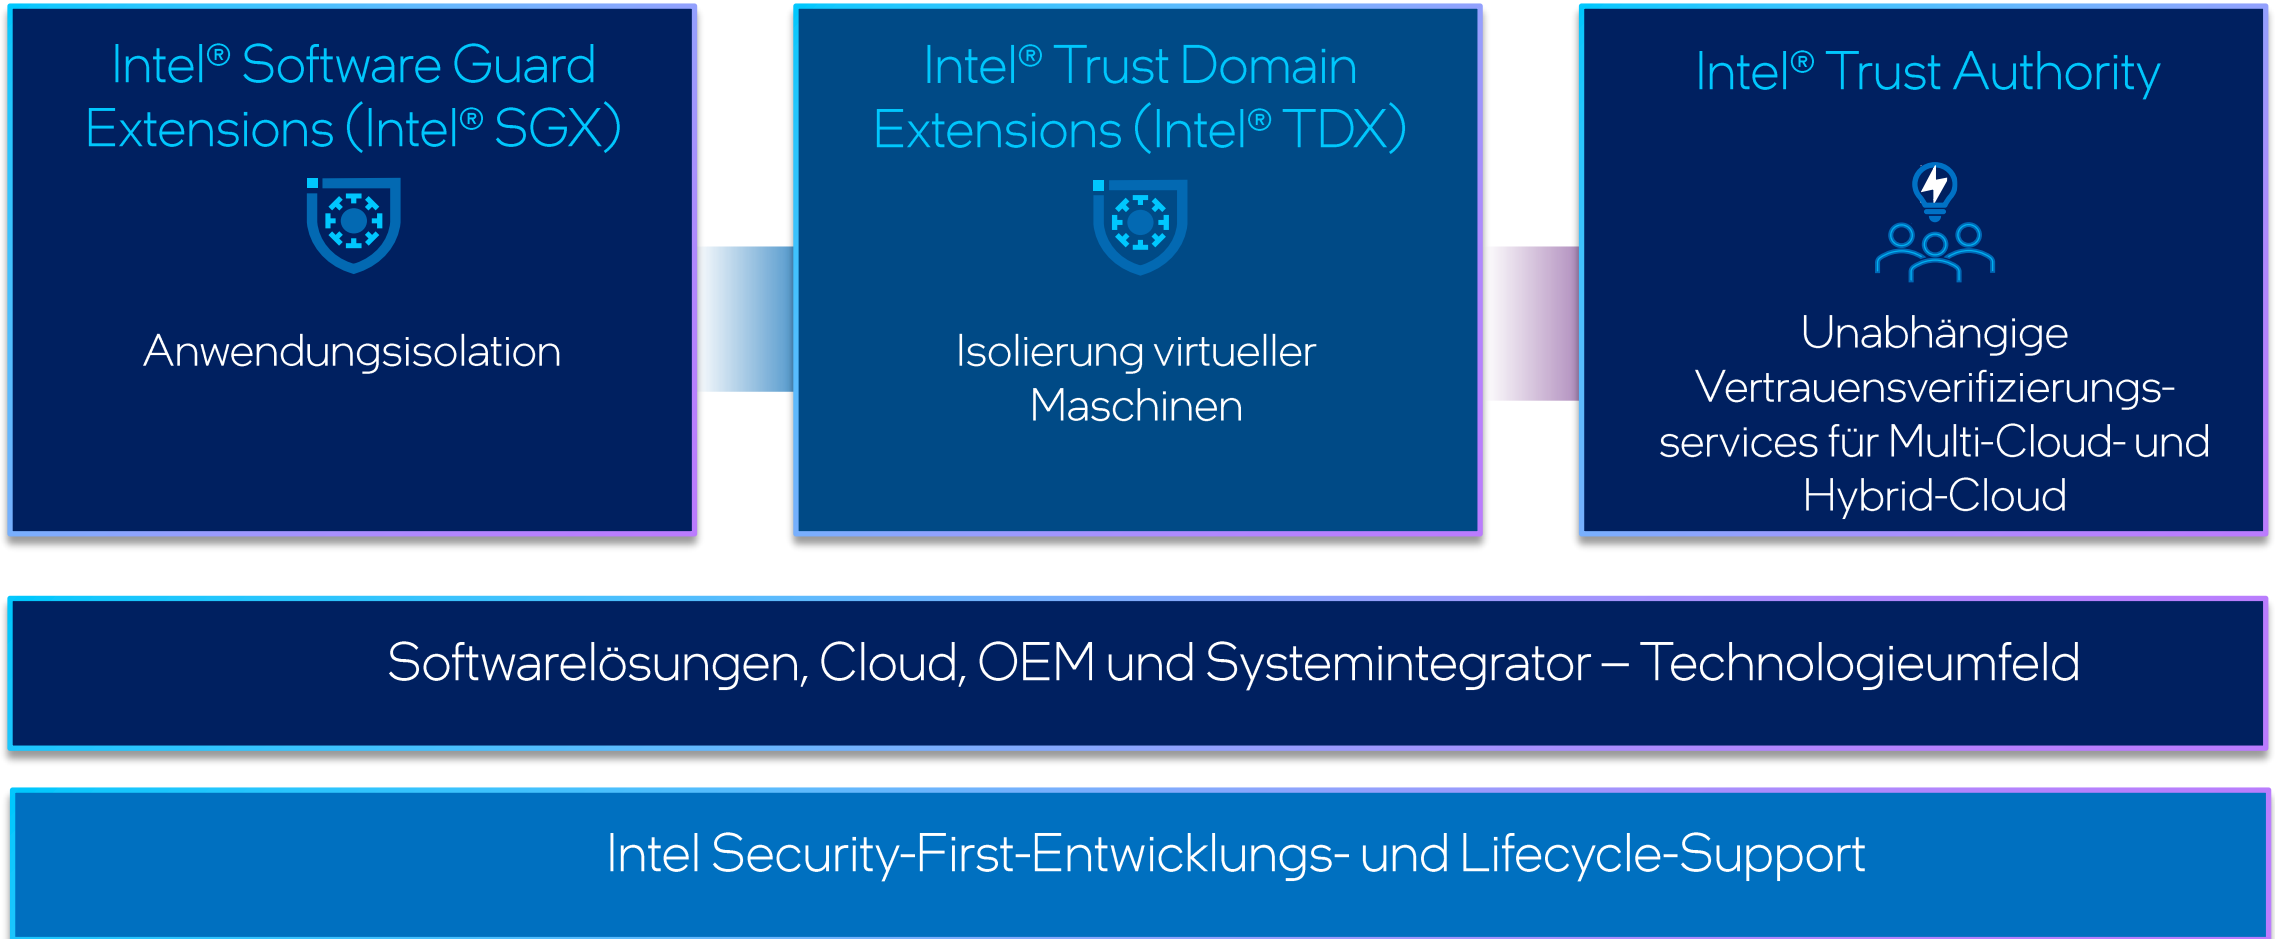 Intel® Software Guard
Extensions (Intel® SGX)
Anwendungsisolation
Intel® Trust Domain
Extensions (Intel® TDX)
Isolierung virtueller
Maschinen
Intel® Trust Authority
Unabhängige
Vertrauensverifizierungs-
services für Multi-Cloud- und
Hybrid-Cloud
Softwarelösungen, Cloud, OEM und Systemintegrator – Technologieumfeld
Intel Security-First-Entwicklungs- und Lifecycle-Support